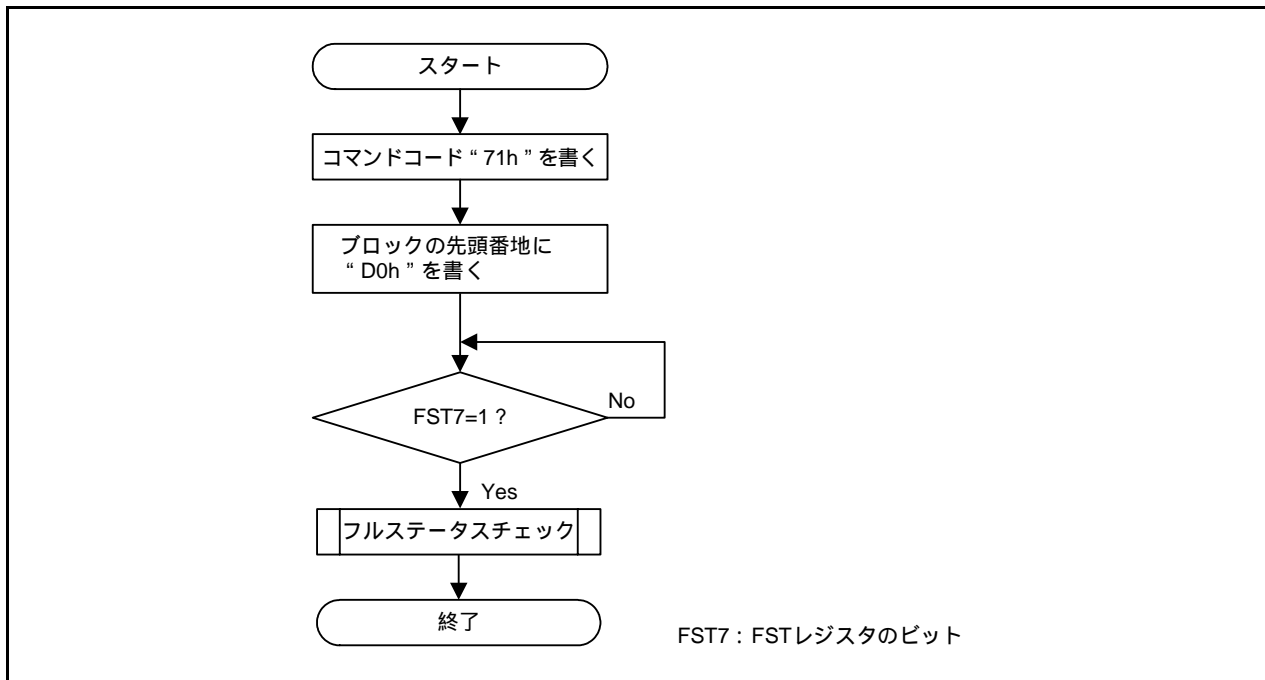 スタート
コマンドコード“ 71h ” を書く
ブロックの先頭番地に
“ D0h ” を書く
FST7=1 ?
No
Yes
フルステータスチェック
終了
FST7 : FSTレジスタのビット